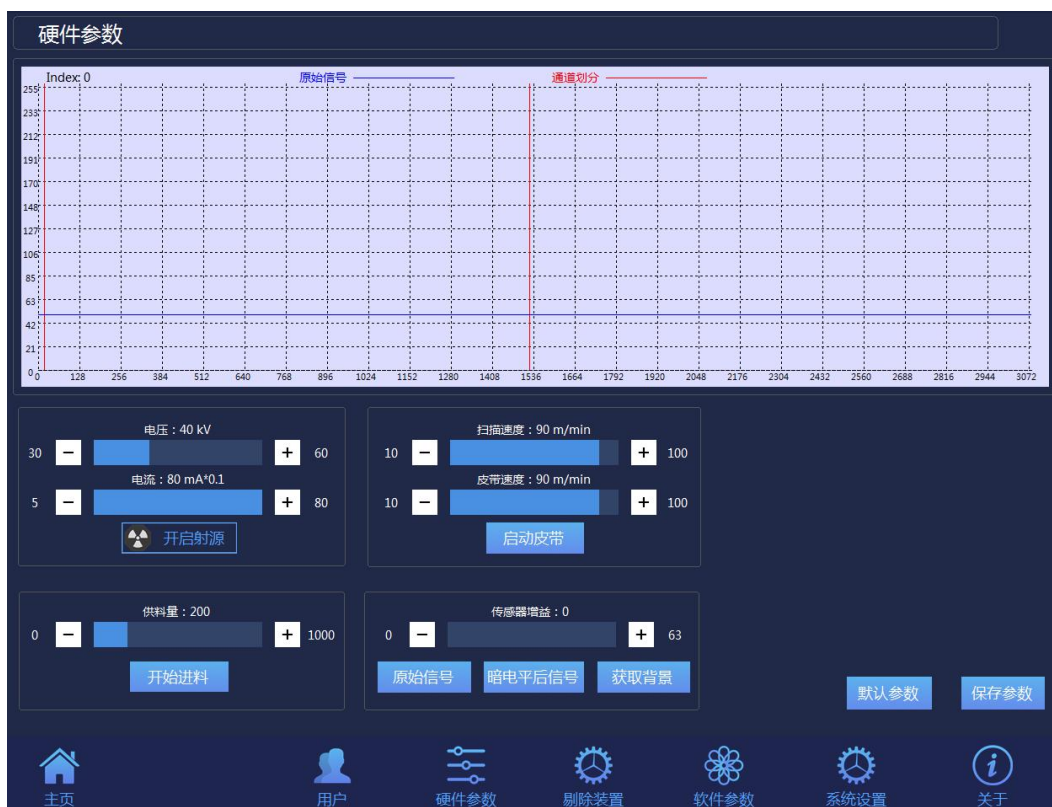 硬件参数
Index: 0
原始信号
通道划分
255
233
212
191
170
148
127
106
85
63
42
21
0
0 128 256 384 512 640 768 896 1024 1152 1280 1408 1536 1664 1792 1920 2048 2176 2304 2432 2560 2688 2816 2944 3072
电压：40 kV
30 − + 60
电流：80 mA*0.1
5 − + 80
开启射源
扫描速度：90 m/min
10 − + 100
皮带速度：90 m/min
10 − + 100
启动皮带
供料量：200
0 − + 1000
开始进料
传感器增益：0
0 − + 63
原始信号 暗电平后信号 获取背景
默认参数 保存参数
主页 用户 硬件参数 剔除装置 软件参数 系统设置 关于